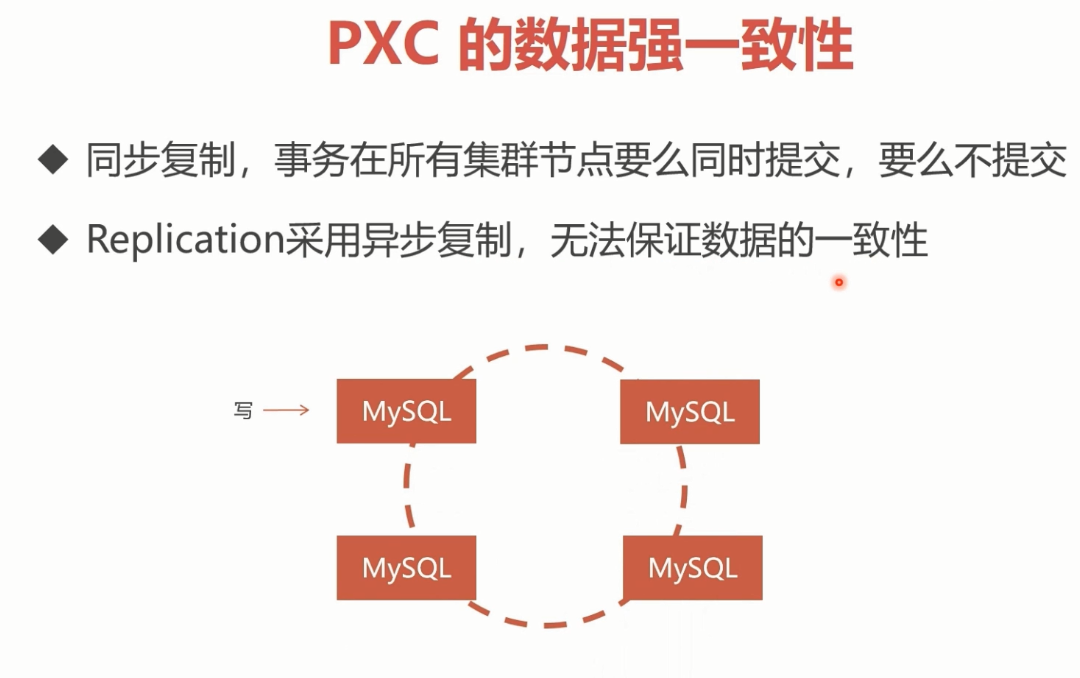 PXC 的数据强一致性
◆ 同步复制，事务在所有集群节点要么同时提交，要么不提交
◆ Replication采用异步复制，无法保证数据的一致性
写
MySQL
MySQL
MySQL
MySQL